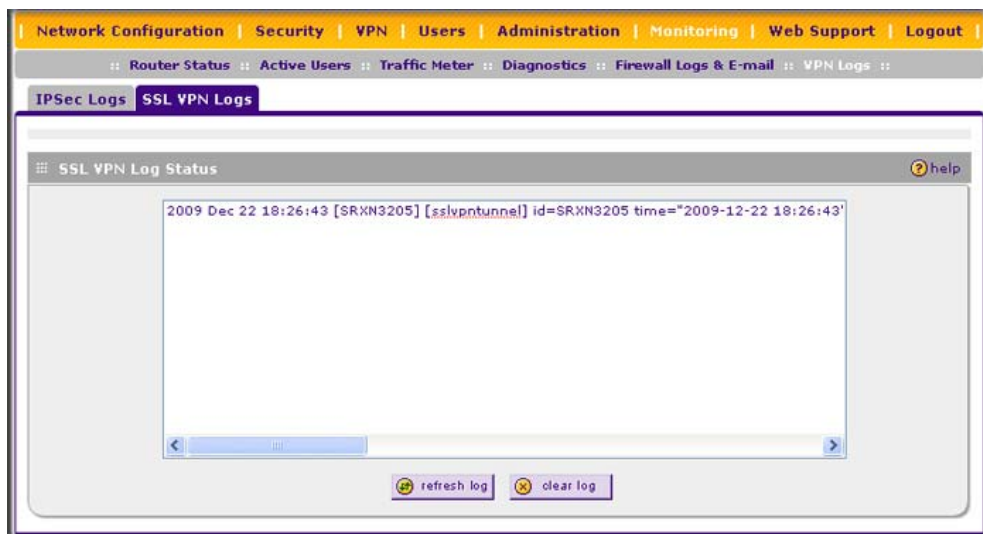 Network Configuration | Security | VPN | Users | Administration | Monitoring | Web Support | Logout |
:: Router Status :: Active Users :: Traffic Meter :: Diagnostics :: Firewall Logs & E-mail :: VPN Logs ::
IPSec Logs SSL VPN Logs
SSL VPN Log Status help
2009 Dec 22 18:26:43 [SRXN3205] [sslvpntunnel] id=SRXN3205 time="2009-12-22 18:26:43"
refresh log clear log